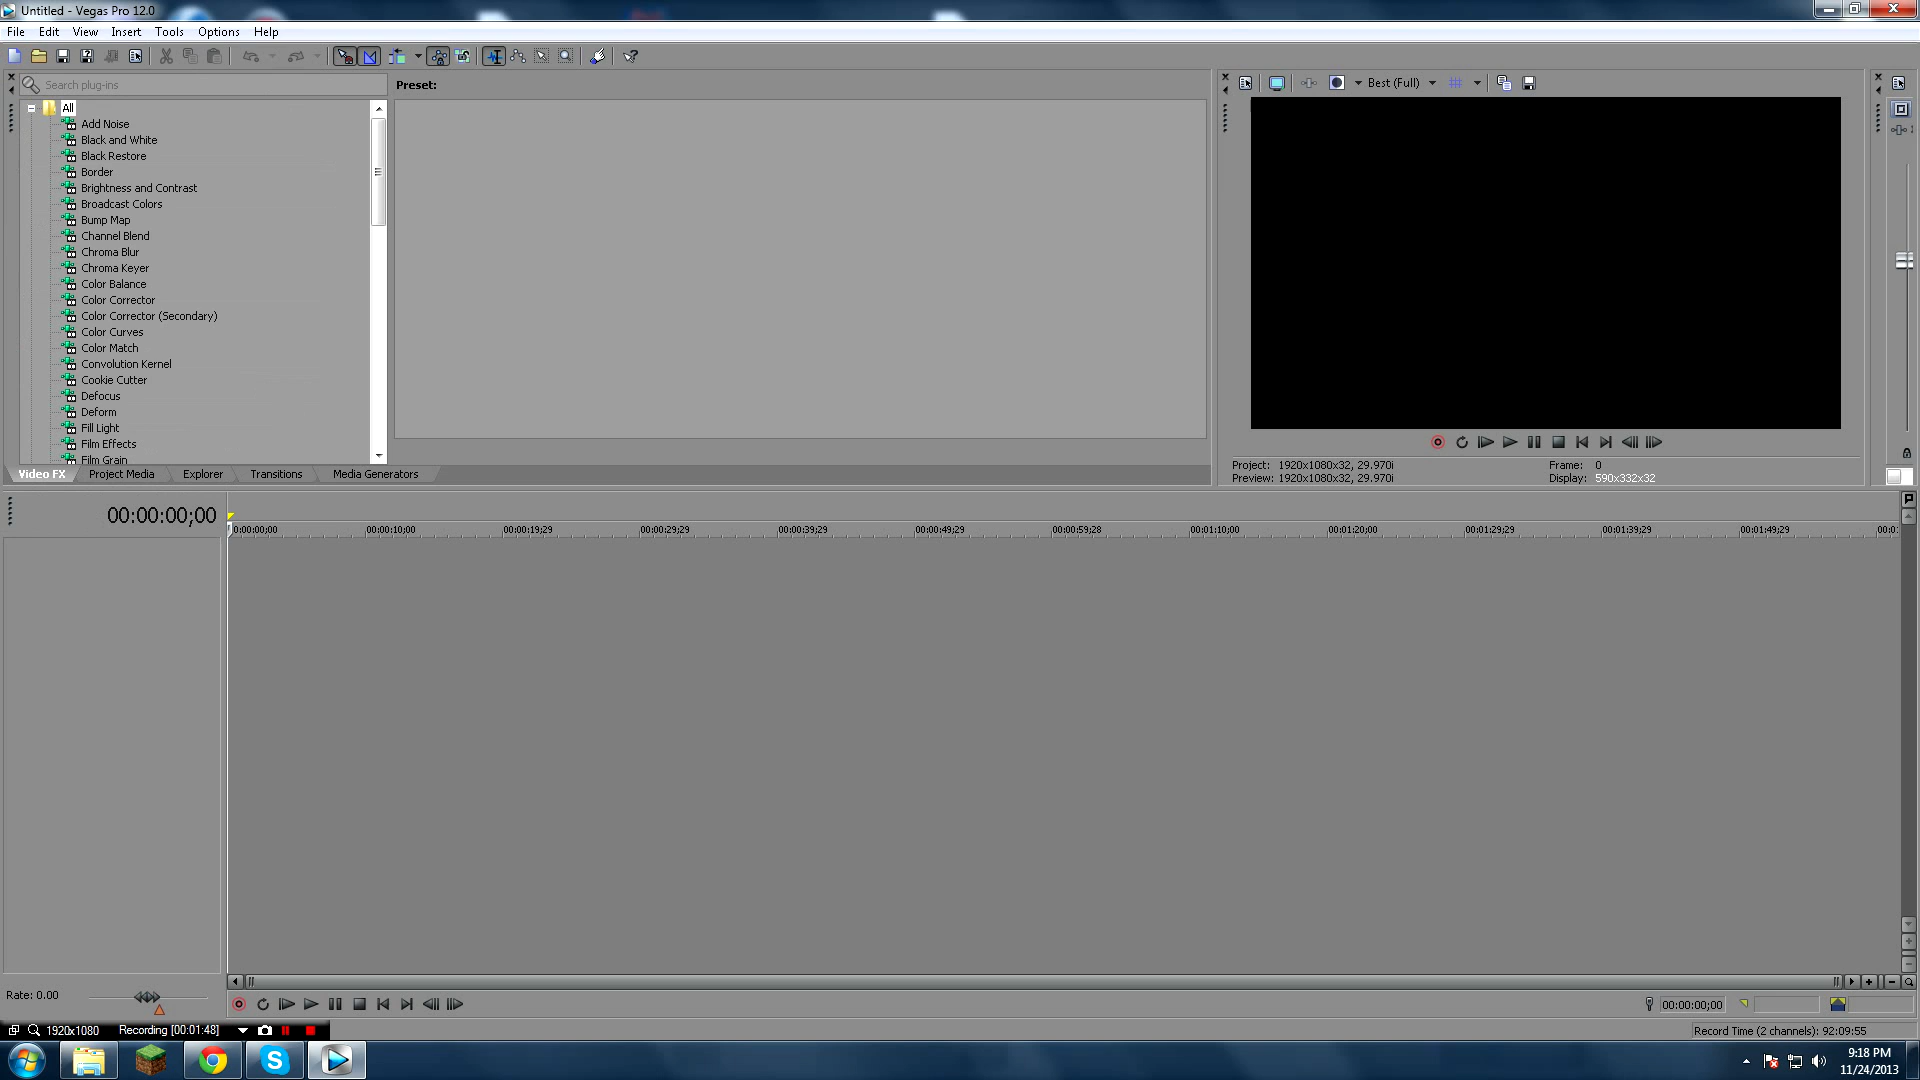 Untitled - Vegas Pro 12.0
File Edit View Insert Tools Options Help
Search plug-ins
Preset:
All
Add Noise
Black and White
Black Restore
Border
Brightness and Contrast
Broadcast Colors
Bump Map
Channel Blend
Chroma Blur
Chroma Keyer
Color Balance
Color Corrector
Color Corrector (Secondary)
Color Curves
Color Match
Convolution Kernel
Cookie Cutter
Defocus
Deform
Fill Light
Film Effects
Film Grain
Video FX Project Media Explorer Transitions Media Generators
Best (Full)
Project: 1920x1080x32, 29.970i Frame: 0
Preview: 1920x1080x32, 29.970i Display: 590x332x32
00:00:00;00
0:00:00;00 00:00:10;00 00:00:19;29 00:00:29;29 00:00:39;29 00:00:49;29 00:00:59;28 00:01:10;00 00:01:20;00 00:01:29;29 00:01:39;29 00:01:49;29 00:0
Rate: 0.00
00:00:00;00
1920x1080 Recording [00:01:48]
Record Time (2 channels): 92:09:55
9:18 PM
11/24/2013